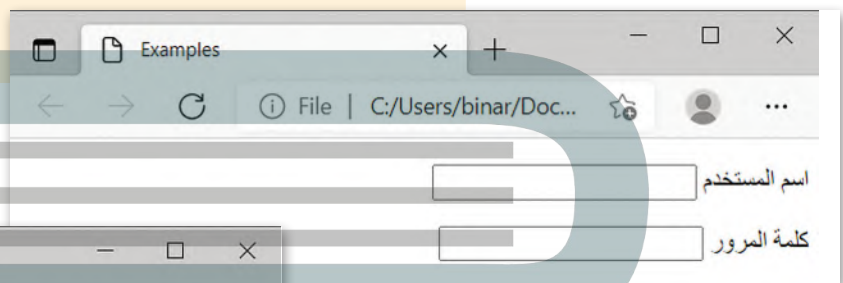 Examples
File | C:/Users/binar/Doc...
اسم المستخدم
كلمة المرور